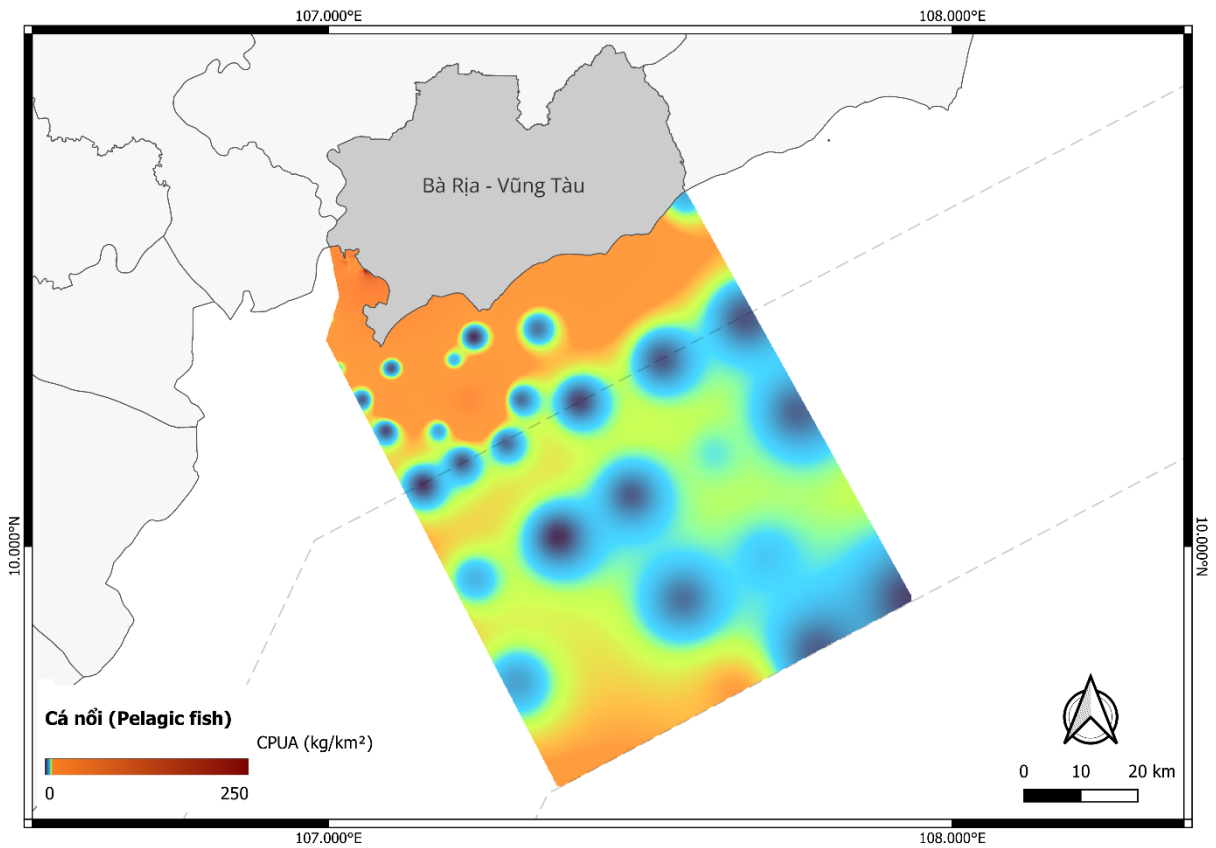 107.000°E 108.000°E
Bà Rịa - Vũng Tàu
10.000°N 10.000°N
Cá nổi (Pelagic fish)
CPUA (kg/km²)
0 250
0 10 20 km
107.000°E 108.000°E